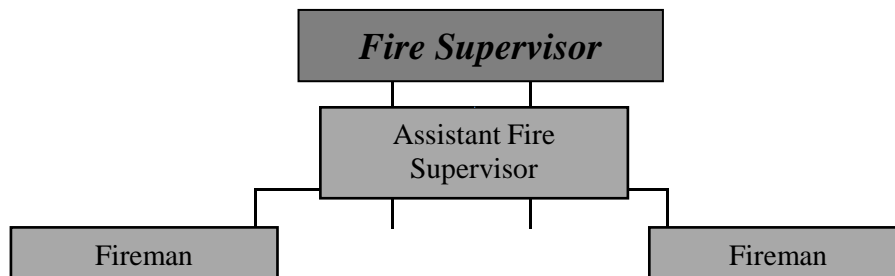 Fire Supervisor
Assistant Fire
Supervisor
Fireman
Fireman